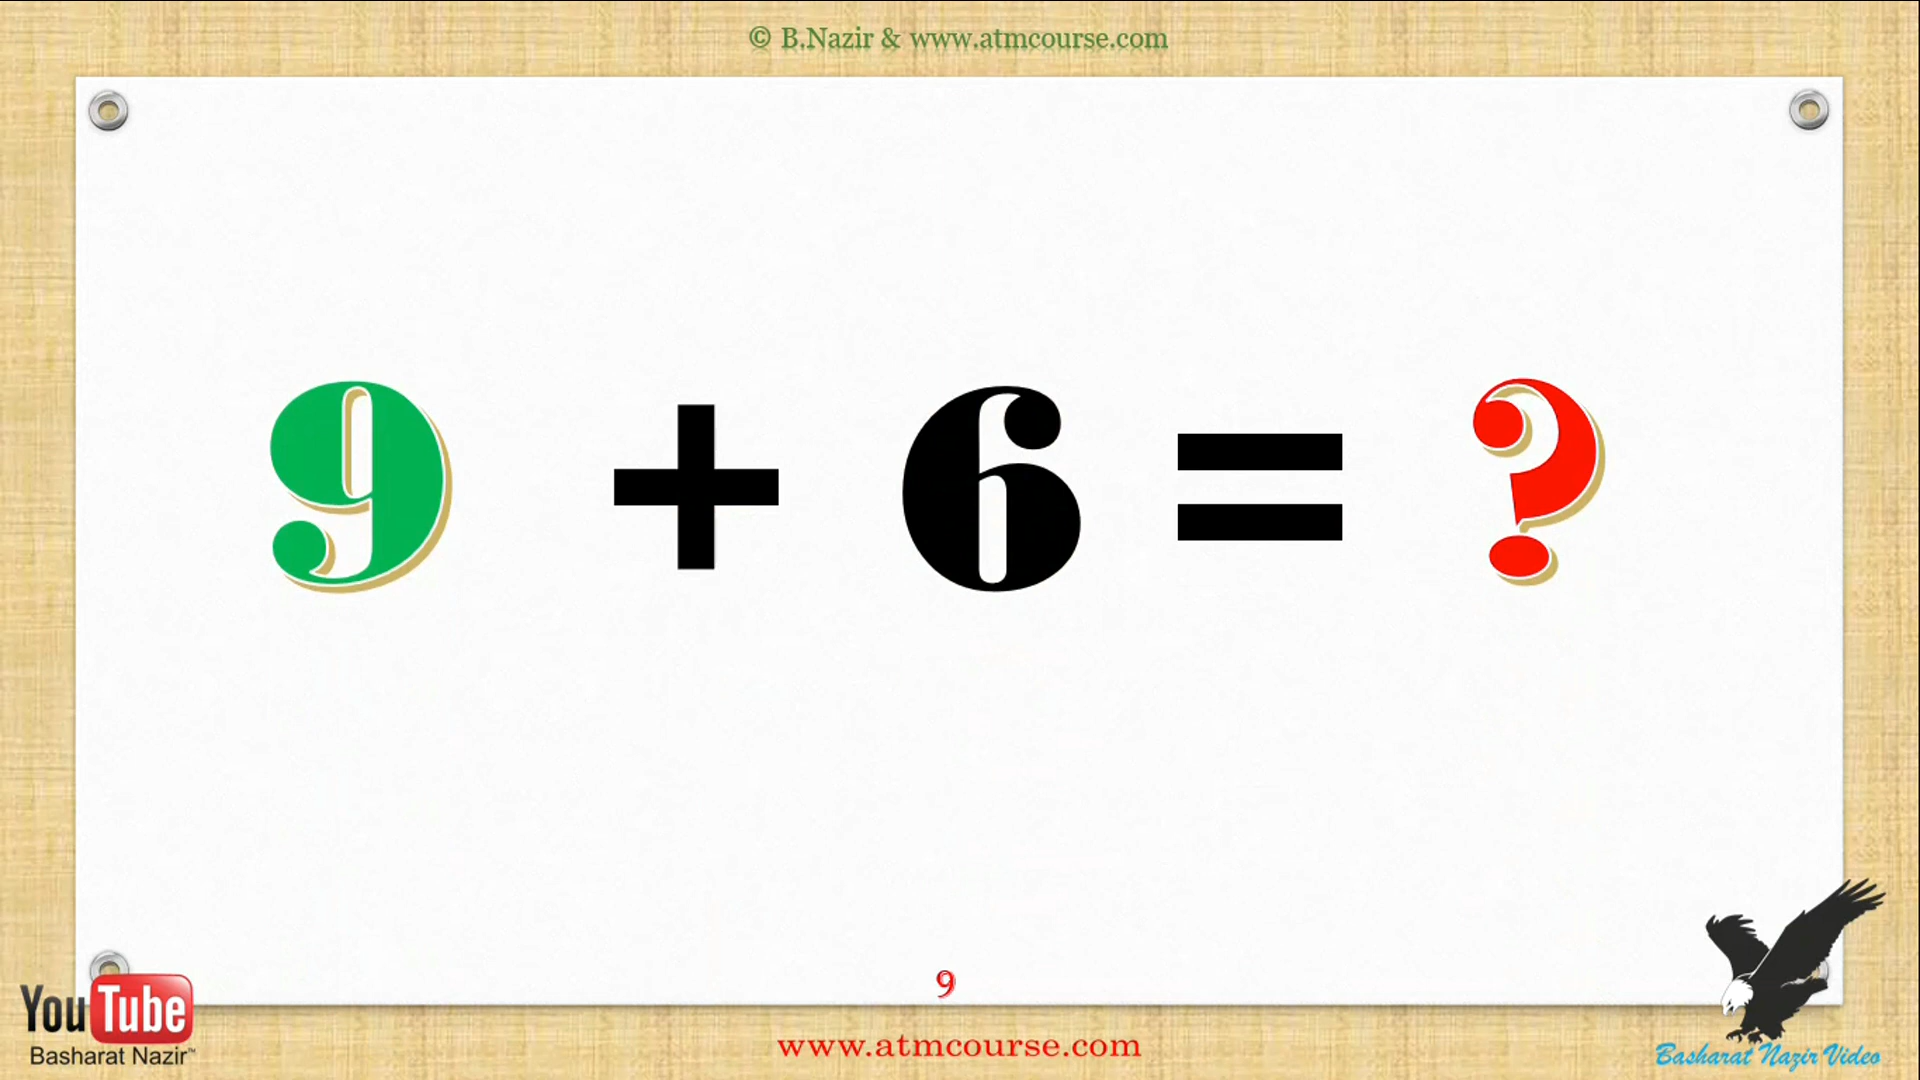 © B.Nazir & www.atmcourse.com
9 + 6 = ?
9
YouTube
Basharat Nazir™
www.atmcourse.com
Basharat Nazir Video